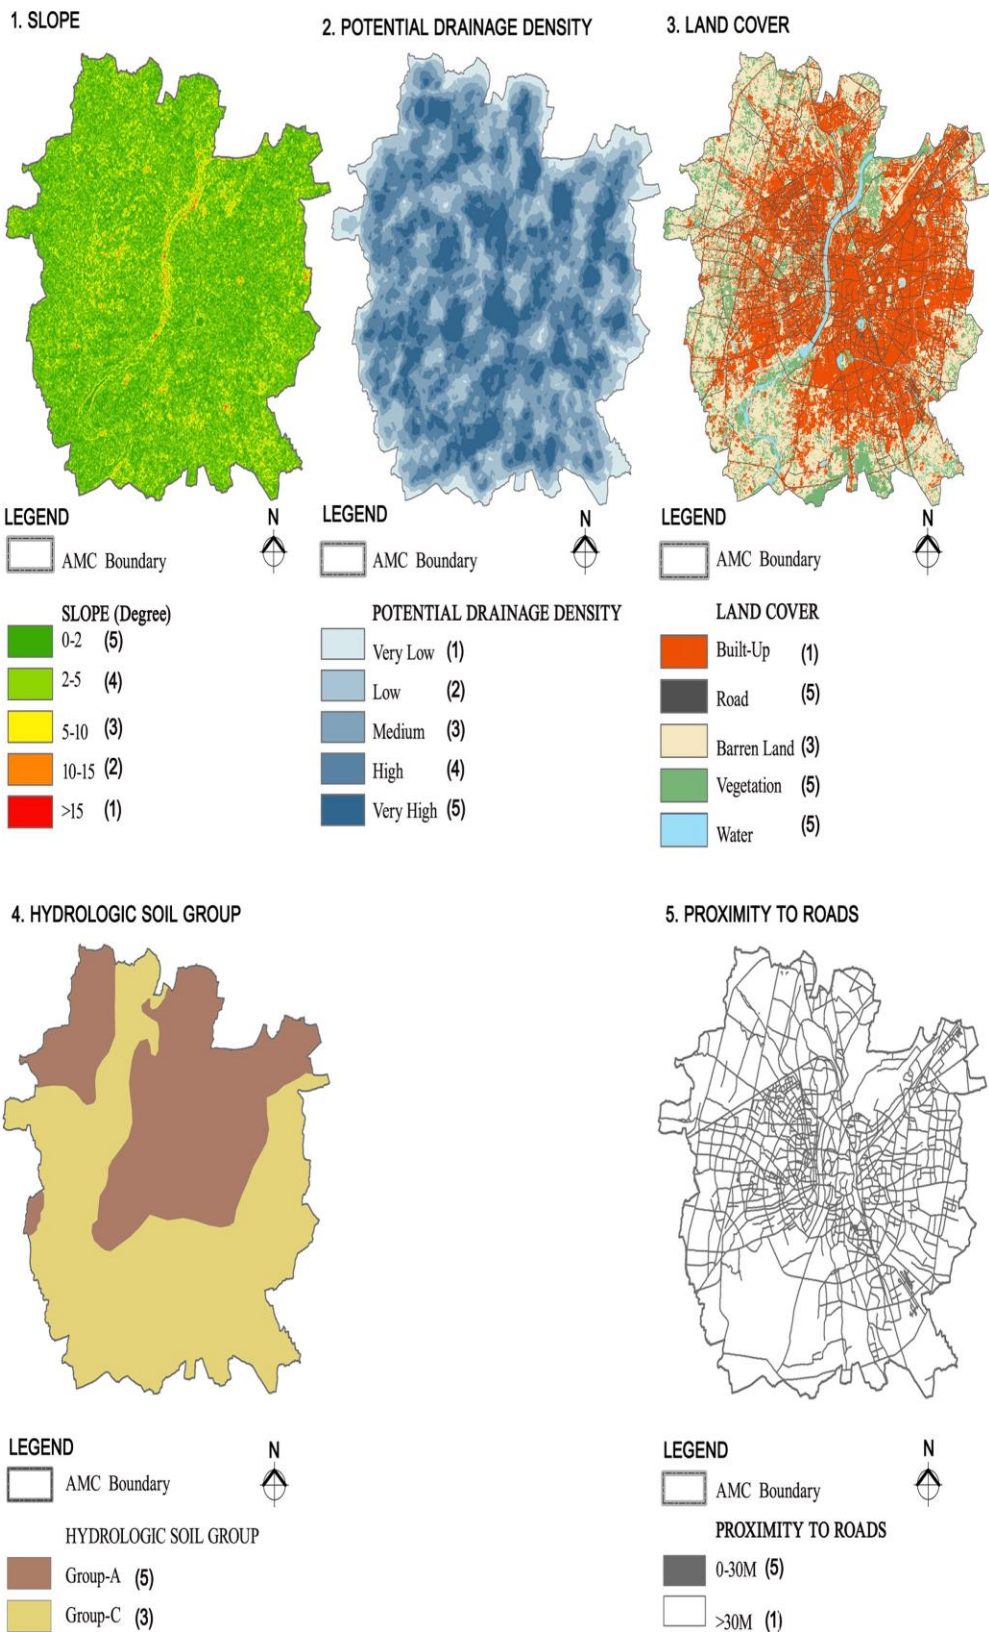 1. SLOPE
2. POTENTIAL DRAINAGE DENSITY
3. LAND COVER
LEGEND
N
AMC Boundary
SLOPE (Degree)
0-2 (5)
2-5 (4)
5-10 (3)
10-15 (2)
>15 (1)
LEGEND
N
AMC Boundary
POTENTIAL DRAINAGE DENSITY
Very Low (1)
Low (2)
Medium (3)
High (4)
Very High (5)
LEGEND
N
AMC Boundary
LAND COVER
Built-Up (1)
Road (5)
Barren Land (3)
Vegetation (5)
Water (5)
4. HYDROLOGIC SOIL GROUP
5. PROXIMITY TO ROADS
LEGEND
N
AMC Boundary
HYDROLOGIC SOIL GROUP
Group-A (5)
Group-C (3)
LEGEND
N
AMC Boundary
PROXIMITY TO ROADS
0-30M (5)
>30M (1)